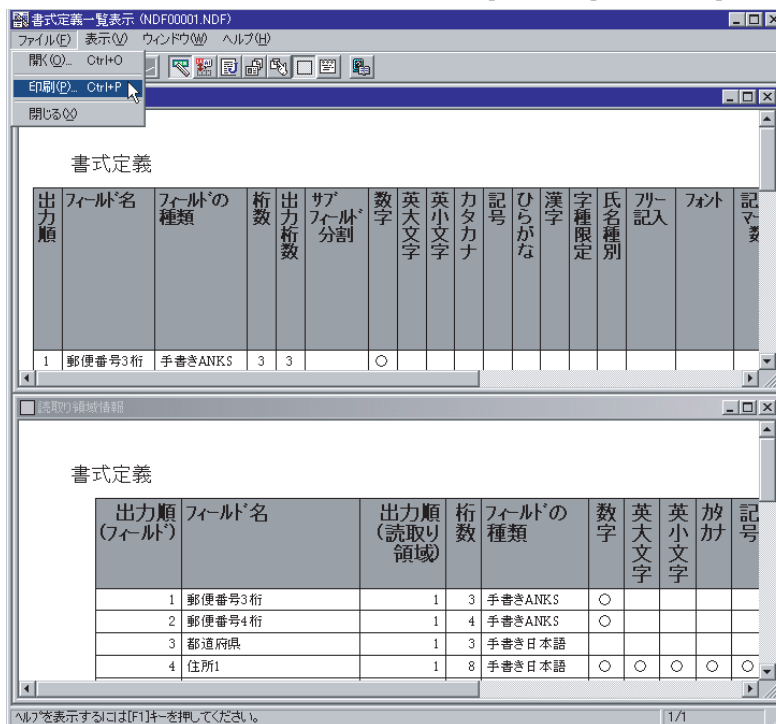 書式定義一覧表示 (NDF00001.NDF)
ファイル(F) 表示(V) ウィンドウ(W) ヘルプ(H)
開く(O)... Ctrl+O
印刷(P)... Ctrl+P
閉じる(X)
書式定義
出力順 フィールド名 フィールドの種類 桁数 出力桁数 サブフィールド分割 数字 英大文字 英小文字 カタカナ 記号 ひらがな 漢字 字種限定 氏名種別 フリー記入 フォント 記 マー 数
1 郵便番号3桁 手書きANKS 3 3 ○
読取り領域情報
書式定義
出力順(フィールド) フィールド名 出力順(読取り領域) 桁数 フィールドの種類 数字 英大文字 英小文字 カタカナ 記号
1 郵便番号3桁 1 3 手書きANKS ○
2 郵便番号4桁 1 4 手書きANKS ○
3 都道府県 1 3 手書き日本語
4 住所1 1 8 手書き日本語 ○ ○ ○ ○ ○
ヘルプを表示するには[F1]キーを押してください。 1/1